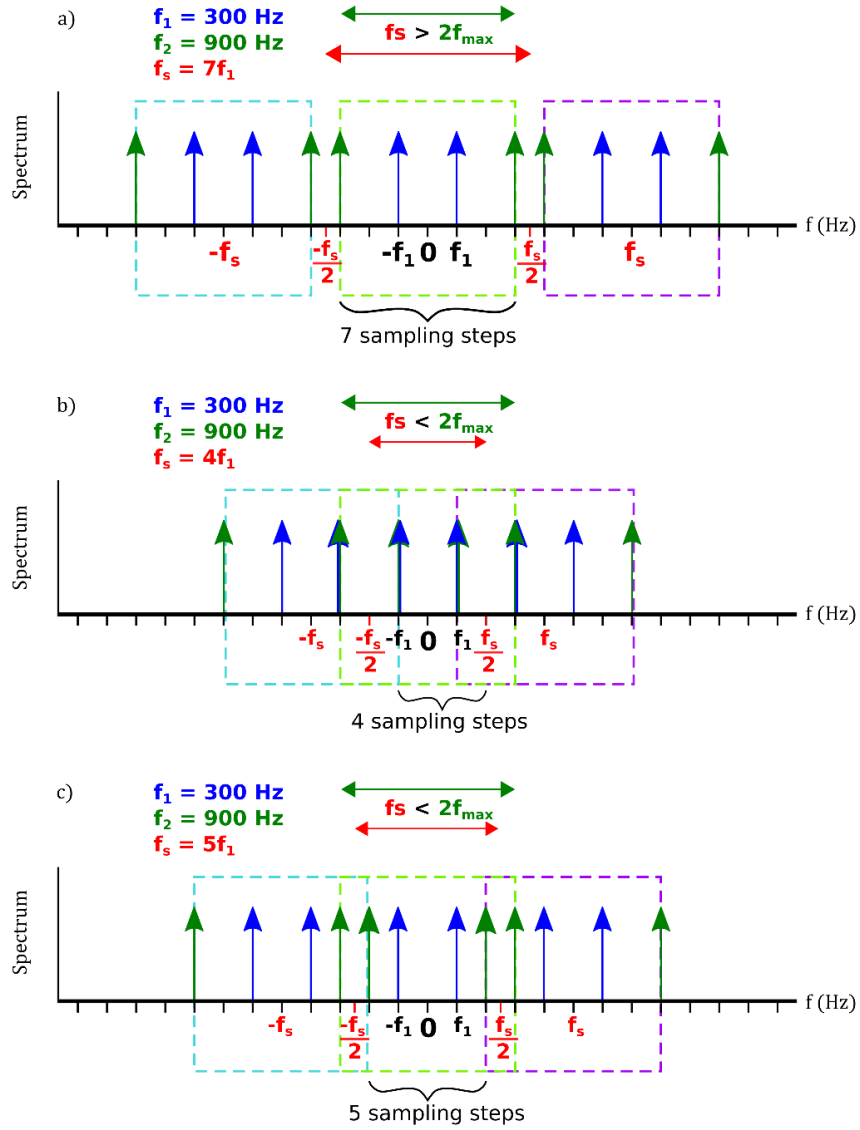 a)
f₁ = 300 Hz
f₂ = 900 Hz
fₛ = 7f₁
fs > 2fₘₐₓ
Spectrum
f (Hz)
-fₛ
-fₛ/2
-f₁ 0 f₁
fₛ/2
fₛ
7 sampling steps
b)
f₁ = 300 Hz
f₂ = 900 Hz
fₛ = 4f₁
fs < 2fₘₐₓ
Spectrum
f (Hz)
-fₛ
-fₛ/2
-f₁ 0 f₁
fₛ/2
fₛ
4 sampling steps
c)
f₁ = 300 Hz
f₂ = 900 Hz
fₛ = 5f₁
fs < 2fₘₐₓ
Spectrum
f (Hz)
-fₛ
-fₛ/2
-f₁ 0 f₁
fₛ/2
fₛ
5 sampling steps